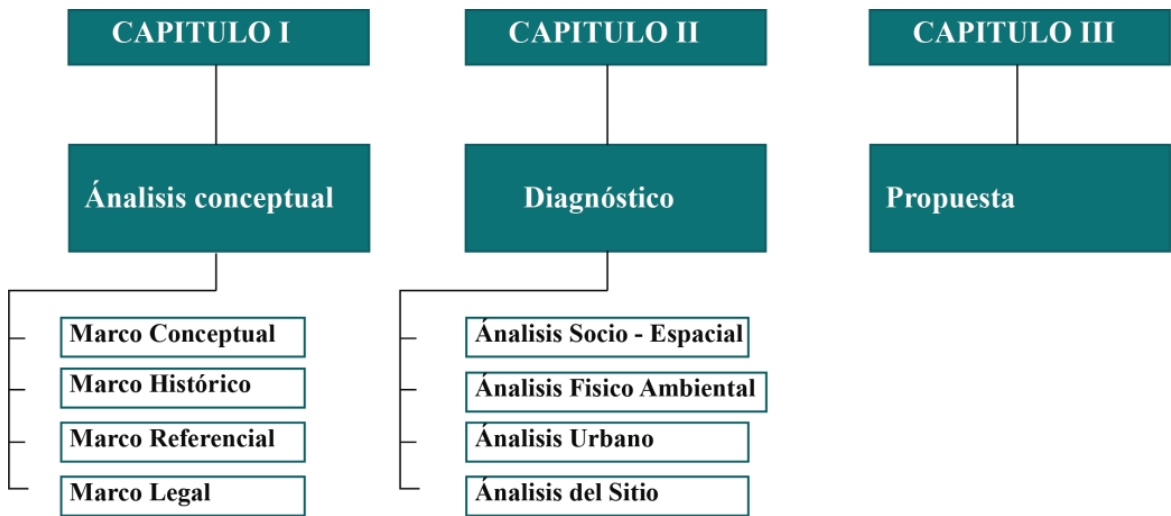 CAPITULO I
CAPITULO II
CAPITULO III
Ánalisis conceptual
Diagnóstico
Propuesta
Marco Conceptual
Marco Histórico
Marco Referencial
Marco Legal
Ánalisis Socio - Espacial
Ánalisis Fisico Ambiental
Ánalisis Urbano
Ánalisis del Sitio